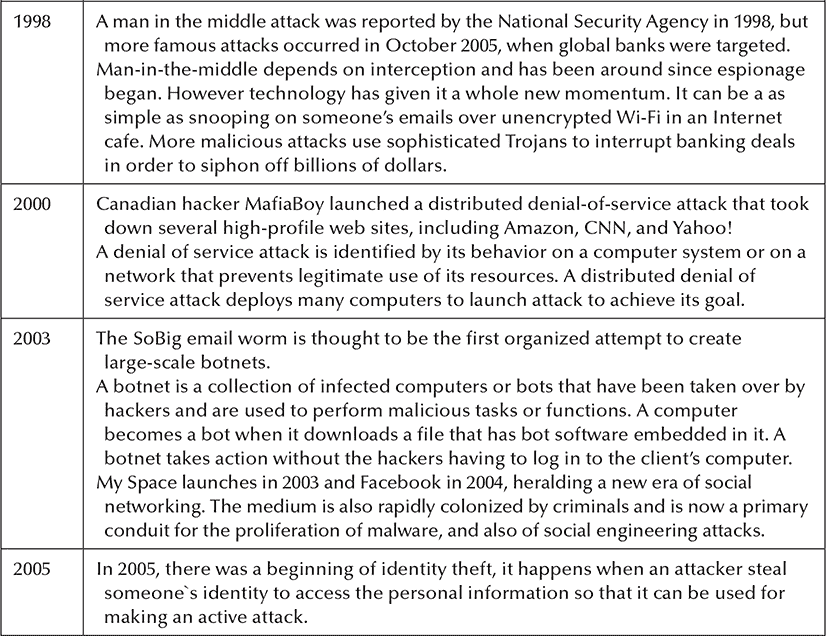 1998 A man in the middle attack was reported by the National Security Agency in 1998, but
more famous attacks occurred in October 2005, when global banks were targeted.
Man-in-the-middle depends on interception and has been around since espionage
began. However technology has given it a whole new momentum. It can be a as
simple as snooping on someone’s emails over unencrypted Wi-Fi in an Internet
cafe. More malicious attacks use sophisticated Trojans to interrupt banking deals
in order to siphon off billions of dollars.
2000 Canadian hacker MafiaBoy launched a distributed denial-of-service attack that took
down several high-profile web sites, including Amazon, CNN, and Yahoo!
A denial of service attack is identified by its behavior on a computer system or on a
network that prevents legitimate use of its resources. A distributed denial of
service attack deploys many computers to launch attack to achieve its goal.
2003 The SoBig email worm is thought to be the first organized attempt to create
large-scale botnets.
A botnet is a collection of infected computers or bots that have been taken over by
hackers and are used to perform malicious tasks or functions. A computer
becomes a bot when it downloads a file that has bot software embedded in it. A
botnet takes action without the hackers having to log in to the client’s computer.
My Space launches in 2003 and Facebook in 2004, heralding a new era of social
networking. The medium is also rapidly colonized by criminals and is now a primary
conduit for the proliferation of malware, and also of social engineering attacks.
2005 In 2005, there was a beginning of identity theft, it happens when an attacker steal
someone`s identity to access the personal information so that it can be used for
making an active attack.